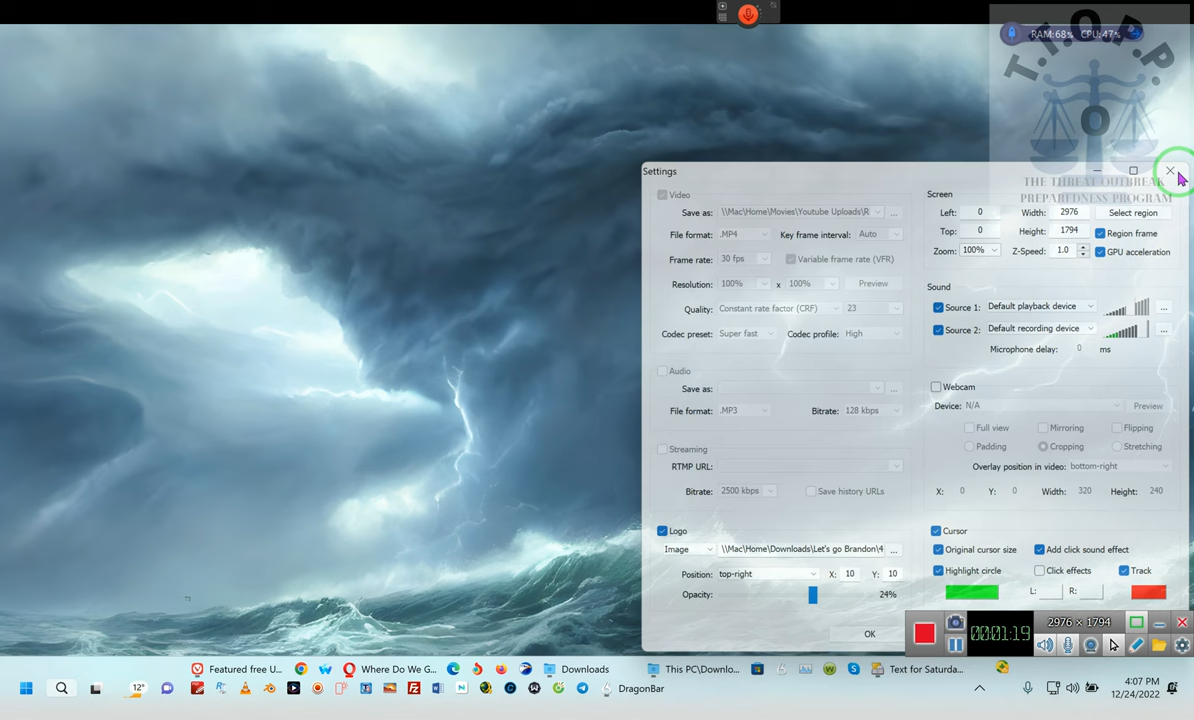 RAM:68% CPU:47%
T.T.O.P.P.
O
THE THREAT OUTBREAK
PREPAREDNESS PROGRAM
Settings
Video
Save as: \\Mac\Home\Movies\Youtube Uploads\R ...
File format: .MP4 Key frame interval: Auto
Frame rate: 30 fps Variable frame rate (VFR)
Resolution: 100% x 100% Preview
Quality: Constant rate factor (CRF) 23
Codec preset: Super fast Codec profile: High
Audio
Save as: ...
File format: .MP3 Bitrate: 128 kbps
Streaming
RTMP URL:
Bitrate: 2500 kbps Save history URLs
Logo
Image \\Mac\Home\Downloads\Let's go Brandon\4 ...
Position: top-right X: 10 Y: 10
Opacity: 24%
OK
Screen
Left: 0 Width: 2976 Select region
Top: 0 Height: 1794 Region frame
Zoom: 100% Z-Speed: 1.0 GPU acceleration
Sound
Source 1: Default playback device ...
Source 2: Default recording device ...
Microphone delay: 0 ms
Webcam
Device: N/A Preview
Full view Mirroring Flipping
Padding Cropping Stretching
Overlay position in video: bottom-right
X: 0 Y: 0 Width: 320 Height: 240
Cursor
Original cursor size Add click sound effect
Highlight circle Click effects Track
L: R:
00:01:19 2976 × 1794
Featured free U... Where Do We G... Downloads This PC\Downlo... Text for Saturda...
12° DragonBar
4:07 PM
12/24/2022